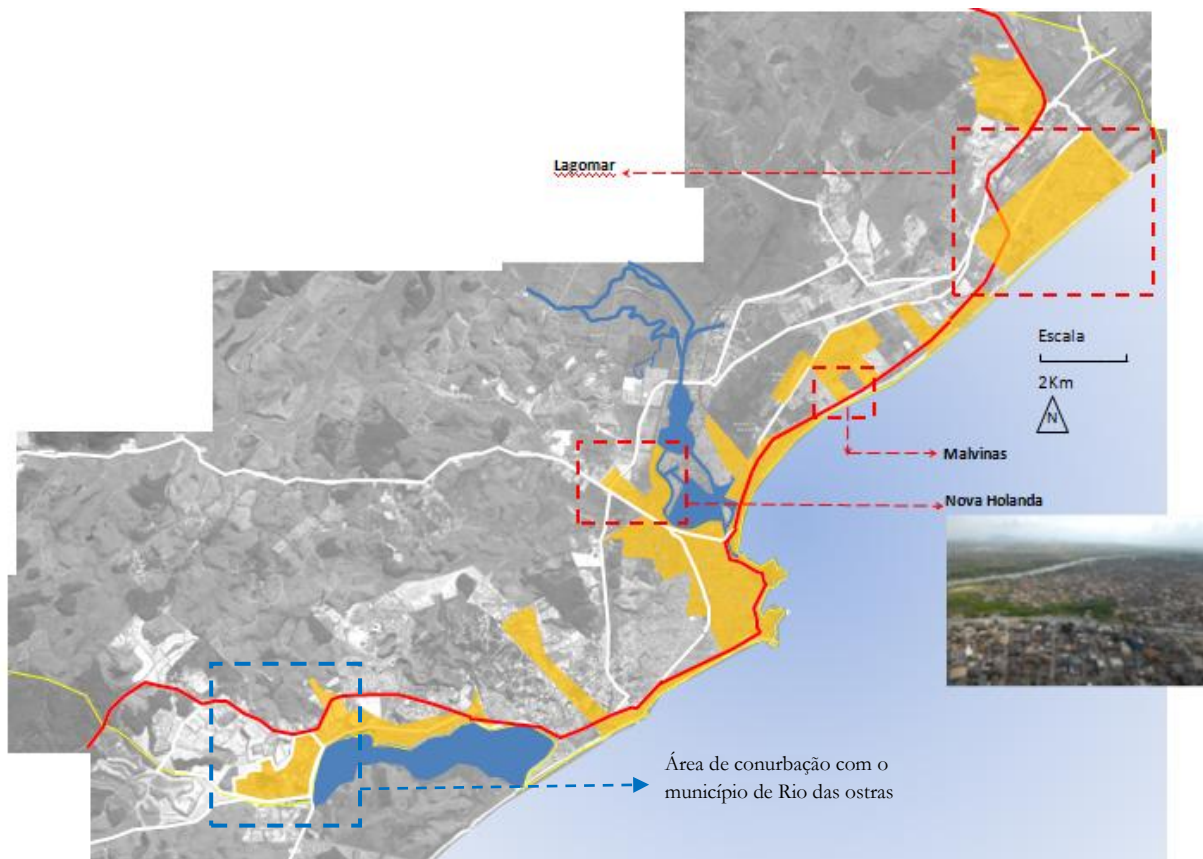 Lagomar
Escala
2Km
N
Malvinas
Nova Holanda
Área de conurbação com o
município de Rio das ostras